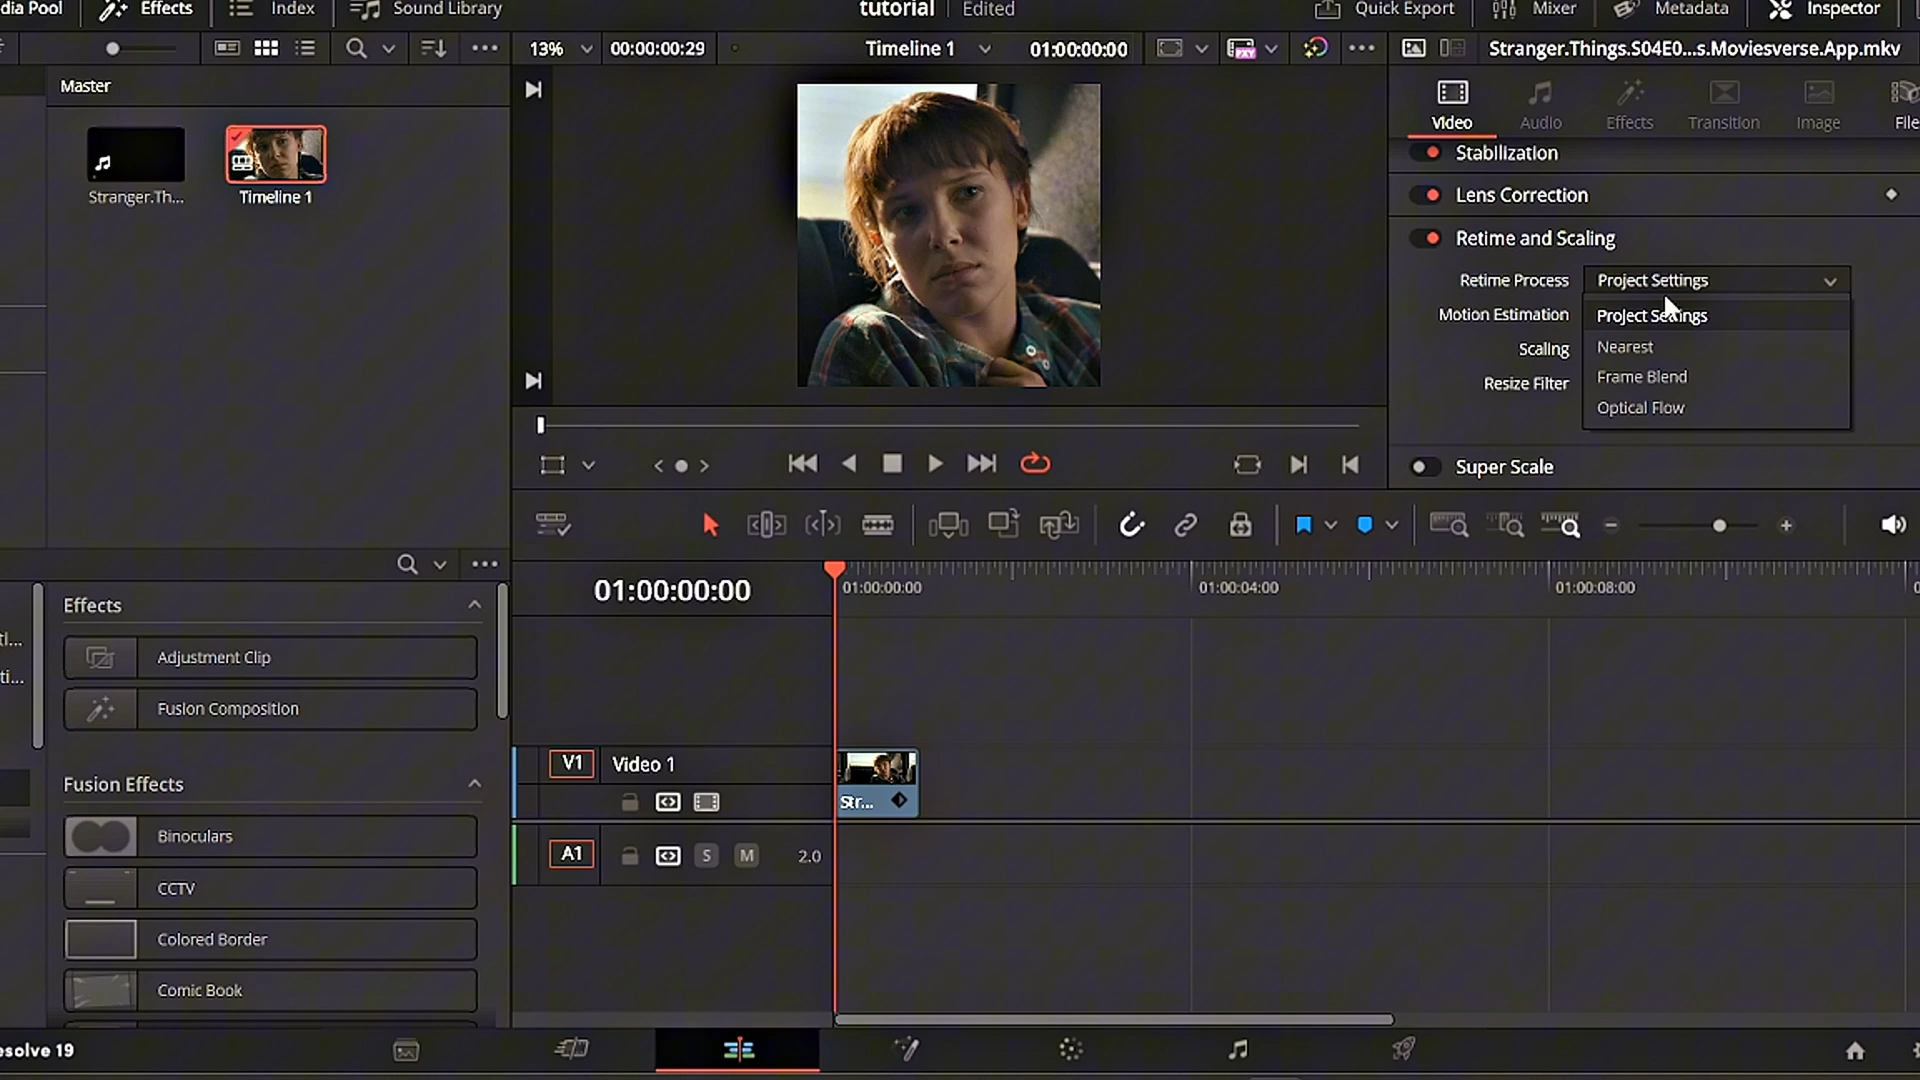 dia Pool
Effects
Index
Sound Library
tutorial
Edited
Quick Export
Mixer
Metadata
Inspector
13%
00:00:00:29
Timeline 1
01:00:00:00
PXY
Stranger.Things.S04E0...s.Moviesverse.App.mkv
Master
Stranger.Th...
Timeline 1
Video
Audio
Effects
Transition
Image
File
Stabilization
Lens Correction
Retime and Scaling
Retime Process
Project Settings
Motion Estimation
Project Settings
Scaling
Nearest
Resize Filter
Frame Blend
Optical Flow
Super Scale
01:00:00:00
01:00:00:00
01:00:04:00
01:00:08:00
Effects
Adjustment Clip
Fusion Composition
Fusion Effects
Binoculars
CCTV
Colored Border
Comic Book
V1
Video 1
Str...
A1
S
M
2.0
esolve 19